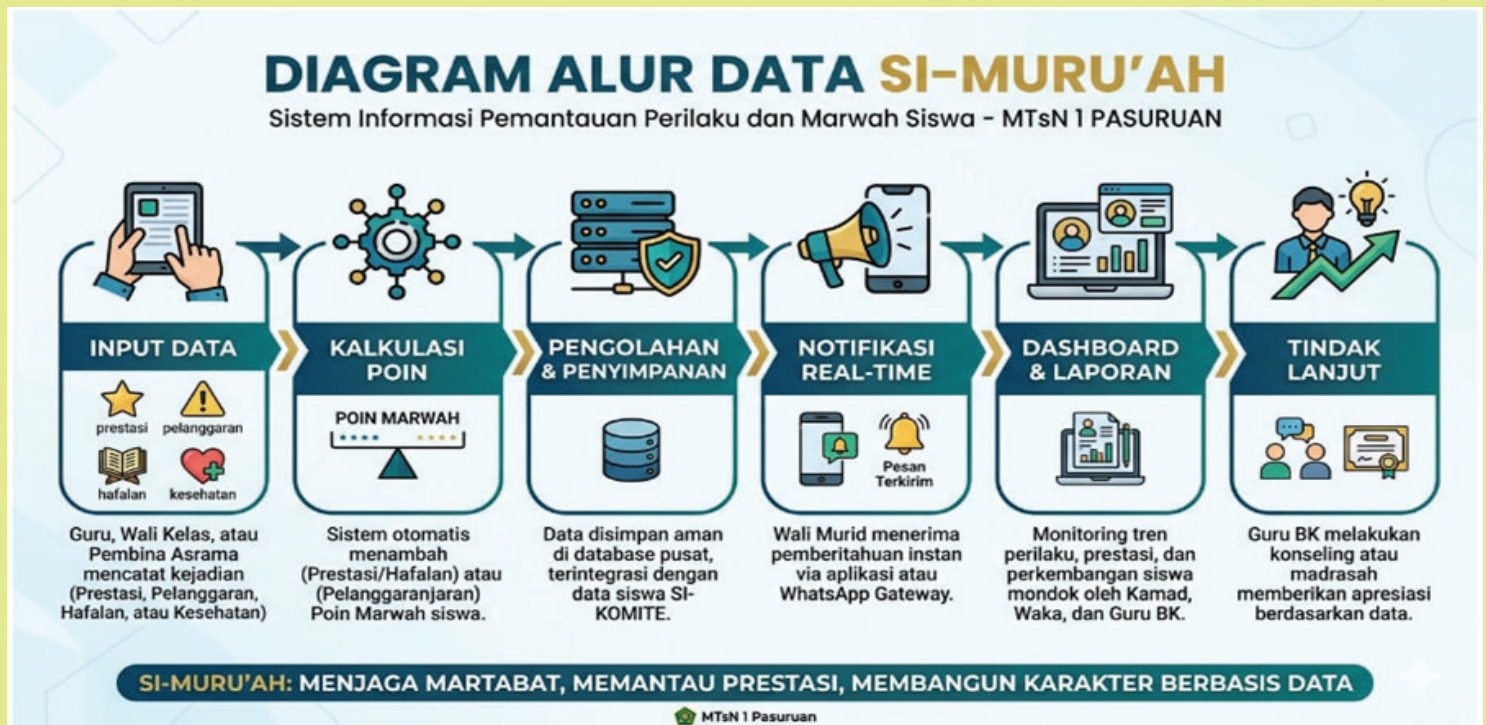 DIAGRAM ALUR DATA SI-MURU'AH
Sistem Informasi Pemantauan Perilaku dan Marwah Siswa - MTsN 1 PASURUAN
INPUT DATA
prestasi pelanggaran
hafalan kesehatan
Guru, Wali Kelas, atau
Pembina Asrama
mencatat kejadian
(Prestasi, Pelanggaran,
Hafalan, atau Kesehatan)
KALKULASI
POIN
POIN MARWAH
Sistem otomatis
menambah
(Prestasi/Hafalan) atau
(Pelanggaranjaran)
Poin Marwah siswa.
PENGOLAHAN
& PENYIMPANAN
Data disimpan aman
di database pusat,
terintegrasi dengan
data siswa SI-
KOMITE.
NOTIFIKASI
REAL-TIME
Pesan
Terkirim
Wali Murid menerima
pemberitahuan instan
via aplikasi atau
WhatsApp Gateway.
DASHBOARD
& LAPORAN
Monitoring tren
perilaku, prestasi, dan
perkembangan siswa
mondok oleh Kamad,
Waka, dan Guru BK.
TINDAK
LANJUT
Guru BK melakukan
konseling atau
madrasah
memberikan apresiasi
berdasarkan data.
SI-MURU'AH: MENJAGA MARTABAT, MEMANTAU PRESTASI, MEMBANGUN KARAKTER BERBASIS DATA
MTsN 1 Pasuruan